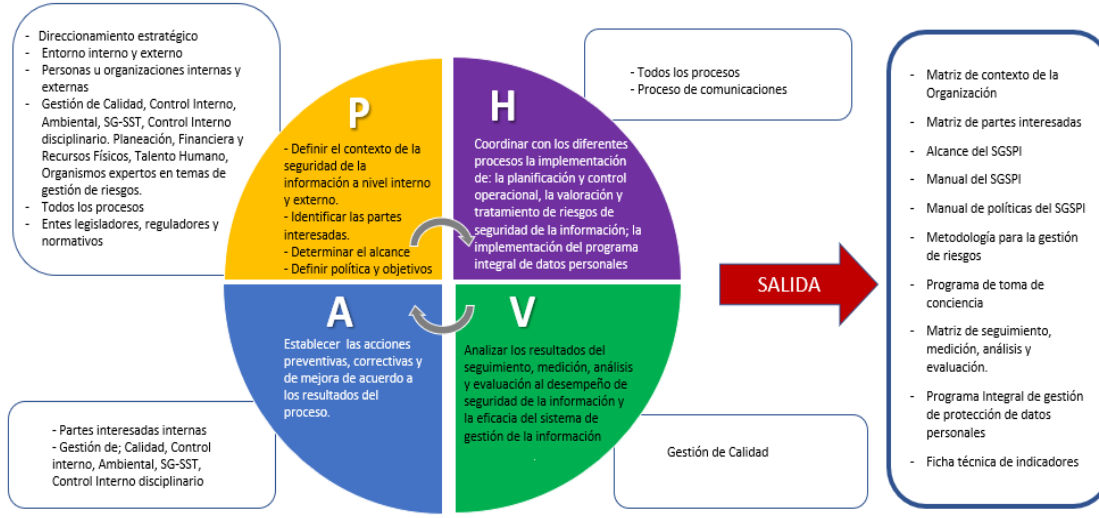 - Direccionamiento estratégico
- Entorno interno y externo
- Personas u organizaciones internas y
externas
- Gestión de Calidad, Control Interno,
Ambiental, SG-SST, Control Interno
disciplinario. Planeación, Financiera y
Recursos Físicos, Talento Humano,
Organismos expertos en temas de
gestión de riesgos.
- Todos los procesos
- Entes legisladores, reguladores y
normativos
P
- Definir el contexto de la
seguridad de la
información a nivel interno
y externo.
- Identificar las partes
interesadas.
- Determinar el alcance
- Definir política y objetivos
H
Coordinar con los diferentes
procesos la implementación
de: la planificación y control
operacional, la valoración y
tratamiento de riesgos de
seguridad de la información; la
implementación del programa
integral de datos personales
- Todos los procesos
- Proceso de comunicaciones
A
Establecer las acciones
preventivas, correctivas y
de mejora de acuerdo a
los resultados del
proceso.
V
Analizar los resultados del
seguimiento, medición, análisis
y evaluación al desempeño de
seguridad de la información y
la eficacia del sistema de
gestión de la información
.
- Partes interesadas internas
- Gestión de; Calidad, Control
interno, Ambiental, SG-SST,
Control Interno disciplinario
Gestión de Calidad
SALIDA
- Matriz de contexto de la
Organización
- Matriz de partes interesadas
- Alcance del SGSPI
- Manual del SGSPI
- Manual de políticas del SGSPI
- Metodología para la gestión
de riesgos
- Programa de toma de
conciencia
- Matriz de seguimiento,
medición, análisis y
evaluación.
- Programa Integral de gestión
de protección de datos
personales
- Ficha técnica de indicadores